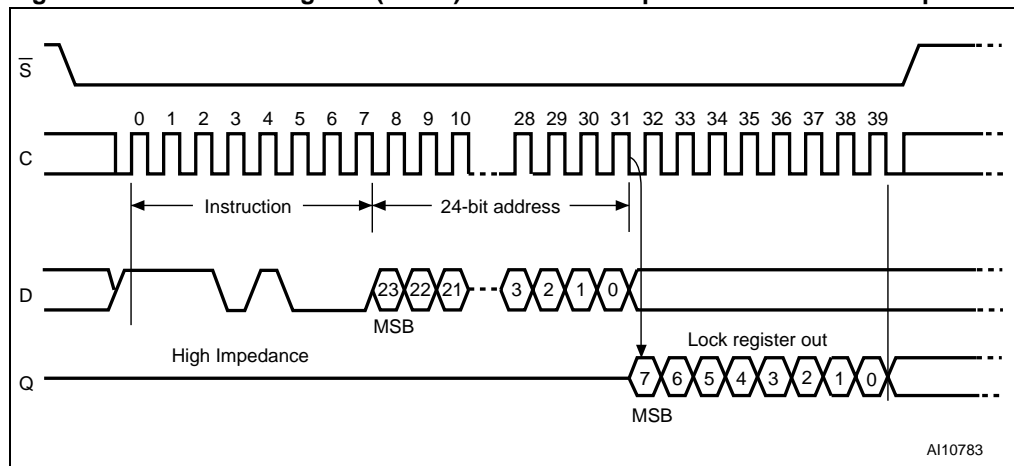 S
0 1 2 3 4 5 6 7 8 9 10 28 29 30 31 32 33 34 35 36 37 38 39
C
Instruction 24-bit address
D
23 22 21 3 2 1 0
MSB
High Impedance
Lock register out
Q
7 6 5 4 3 2 1 0
MSB
AI10783